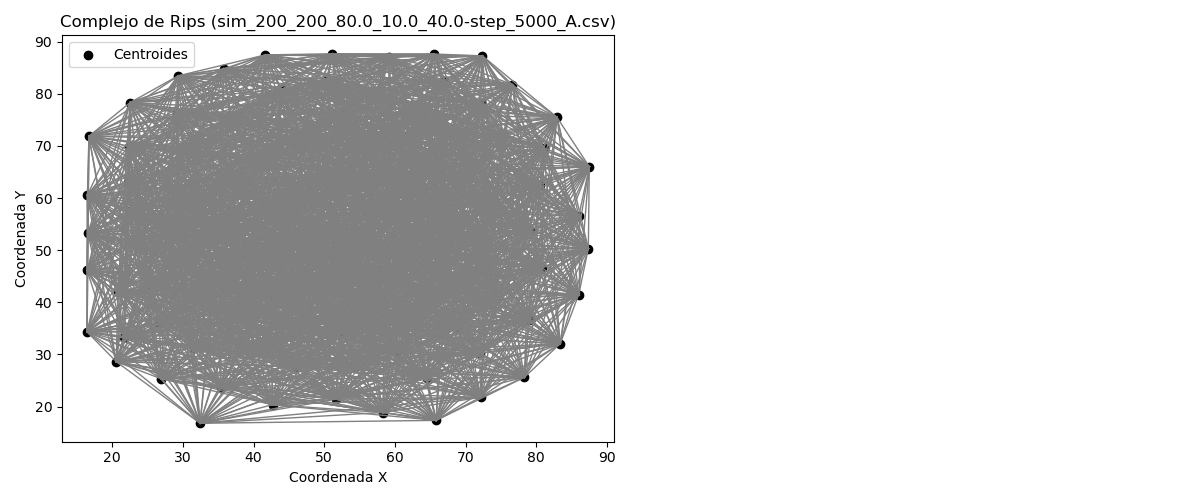 Complejo de Rips (sim_200_200_80.0_10.0_40.0-step_5000_A.csv)
Centroides
90
80
70
60
50
40
30
20
Coordenada Y
20 30 40 50 60 70 80 90
Coordenada X